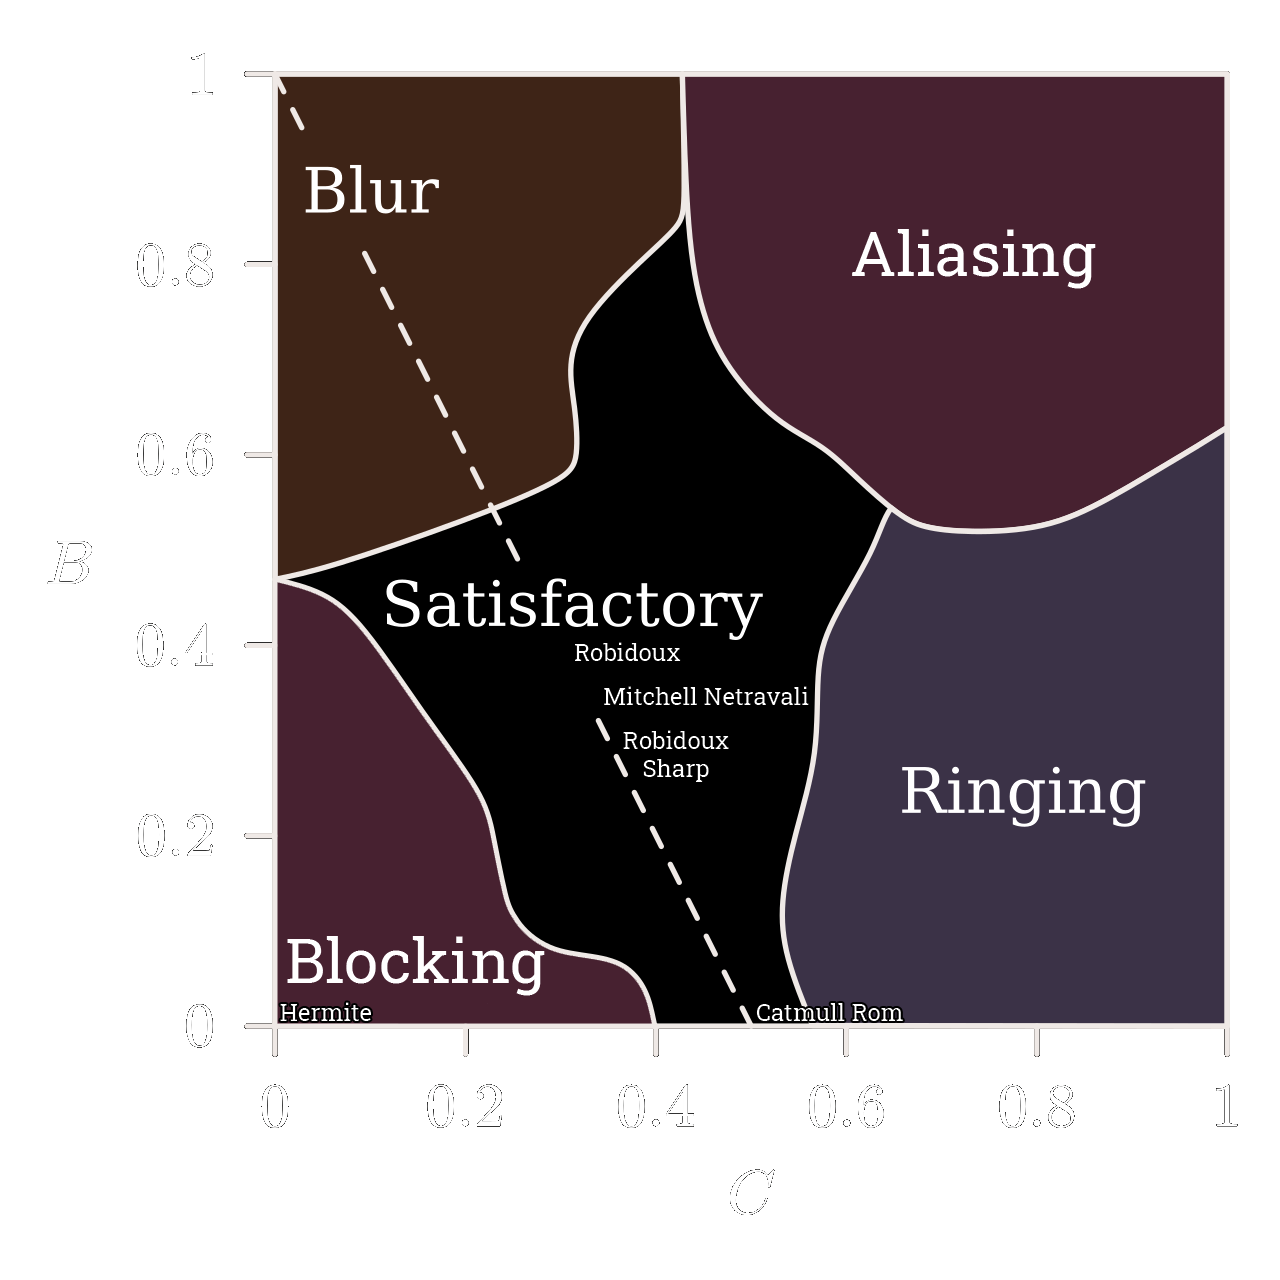 1
Blur
Aliasing
0.8
0.6
B
Satisfactory
0.4
Robidoux
Mitchell Netravali
Robidoux
Sharp
Ringing
0.2
Blocking
Hermite
Catmull Rom
0
0
0.2
0.4
0.6
0.8
1
C